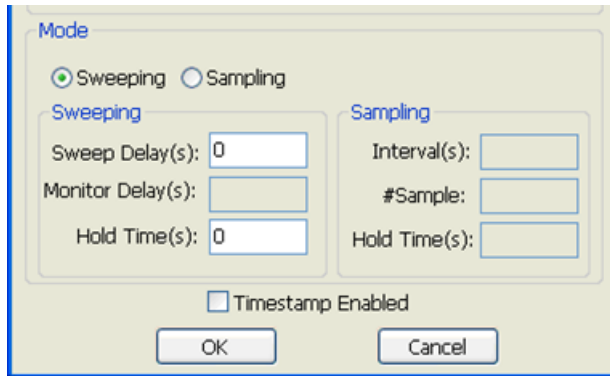 Mode
Sweeping Sampling
Sweeping
Sweep Delay(s): 0
Monitor Delay(s):
Hold Time(s): 0
Sampling
Interval(s):
#Sample:
Hold Time(s):
Timestamp Enabled
OK Cancel